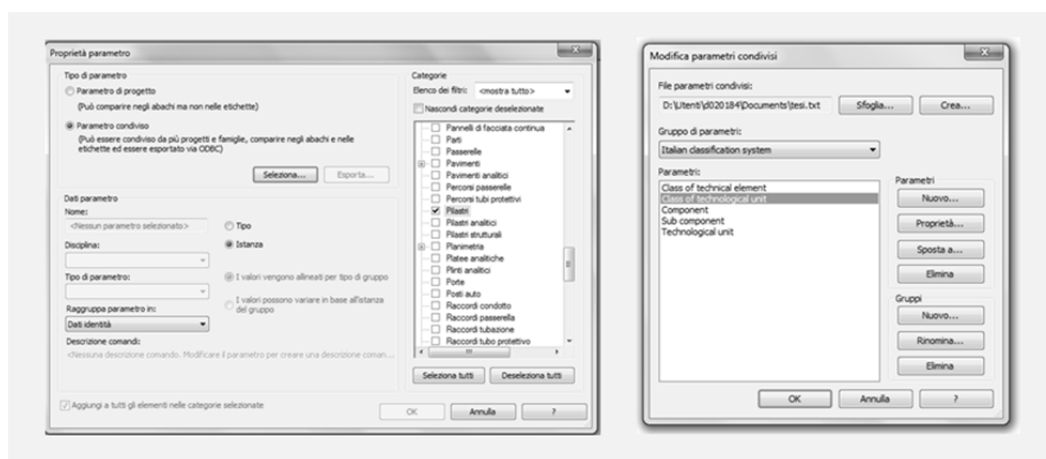 Proprietà parametro
Tipo di parametro
Parametro di progetto
(Può comparire negli abachi ma non nelle etichette)
Parametro condiviso
(Può essere condiviso da più progetti e famiglie, comparire negli abachi e nelle
etichette ed essere esportato via ODBC)
Seleziona...
Esporta...
Dati parametro
Nome:
<Nessun parametro selezionato>
Tipo
Disciplina:
Istanza
Tipo di parametro:
I valori vengono allineati per tipo di gruppo
I valori possono variare in base all'istanza
del gruppo
Raggruppa parametro in:
Dati identità
Descrizione comandi:
<Nessuna descrizione comando. Modificare il parametro per creare una descrizione coman...
Aggiungi a tutti gli elementi nelle categorie selezionate
Categorie
Elenco dei filtri: <mostra tutto>
Nascondi categorie deselezionate
Pannelli di facciata continua
Parti
Passerelle
Pavimenti
Pavimenti analitici
Percorsi passerelle
Percorsi tubi protettivi
Pilastri
Pilastri analitici
Pilastri strutturali
Planimetria
Platee analitiche
Plinti analitici
Porte
Posti auto
Raccordi condotto
Raccordi passerella
Raccordi tubazione
Raccordi tubo protettivo
Seleziona tutti
Deseleziona tutti
OK
Annulla
?
Modifica parametri condivisi
File parametri condivisi:
D:\Utenti\d020184\Documents\tesi.txt
Sfoglia...
Crea...
Gruppo di parametri:
Italian classification system
Parametri:
Class of technical element
Class of technological unit
Component
Sub component
Technological unit
Parametri
Nuovo...
Proprietà...
Sposta a...
Elimina
Gruppi
Nuovo...
Rinomina...
Elimina
OK
Annulla
?